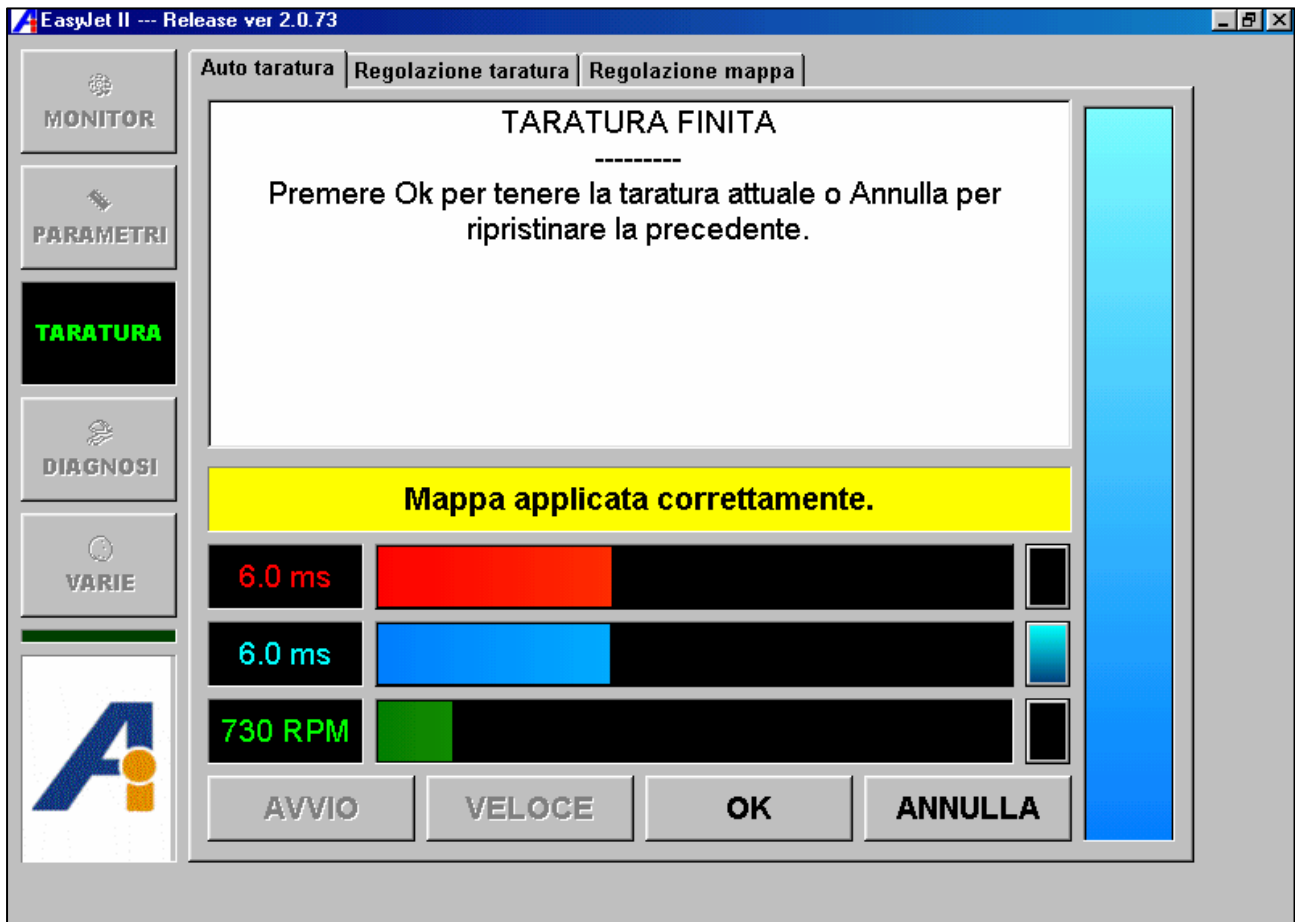 EasyJet II --- Release ver 2.0.73
MONITOR
PARAMETRI
TARATURA
DIAGNOSI
VARIE
Auto taratura
Regolazione taratura
Regolazione mappa
TARATURA FINITA
---------
Premere Ok per tenere la taratura attuale o Annulla per
ripristinare la precedente.
Mappa applicata correttamente.
6.0 ms
6.0 ms
730 RPM
AVVIO
VELOCE
OK
ANNULLA